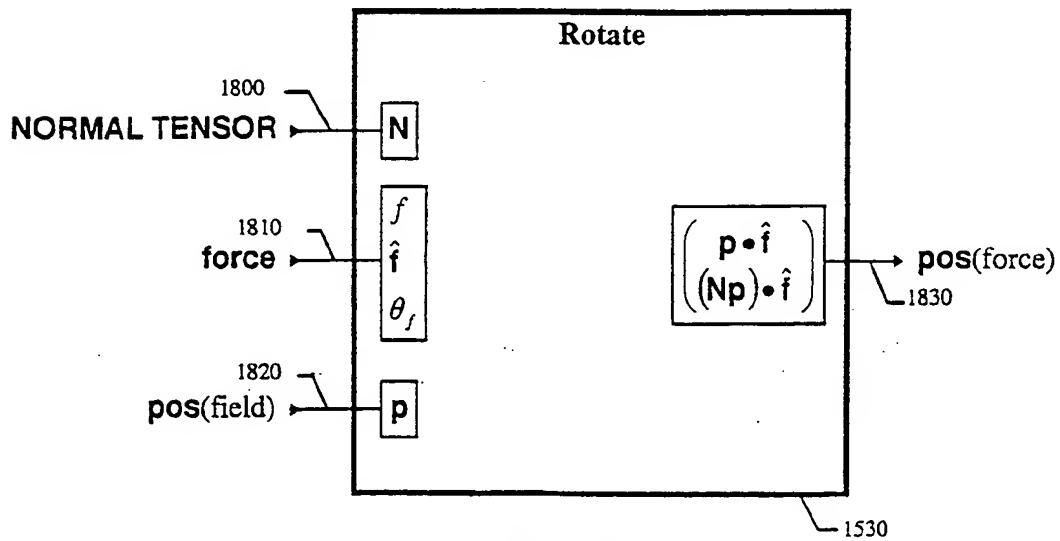 Rotate
1800
NORMAL TENSOR
N
1810
force
f
f̂
θ_f
1820
pos(field)
p
p • f̂
(Np) • f̂
pos(force)
1830
1530